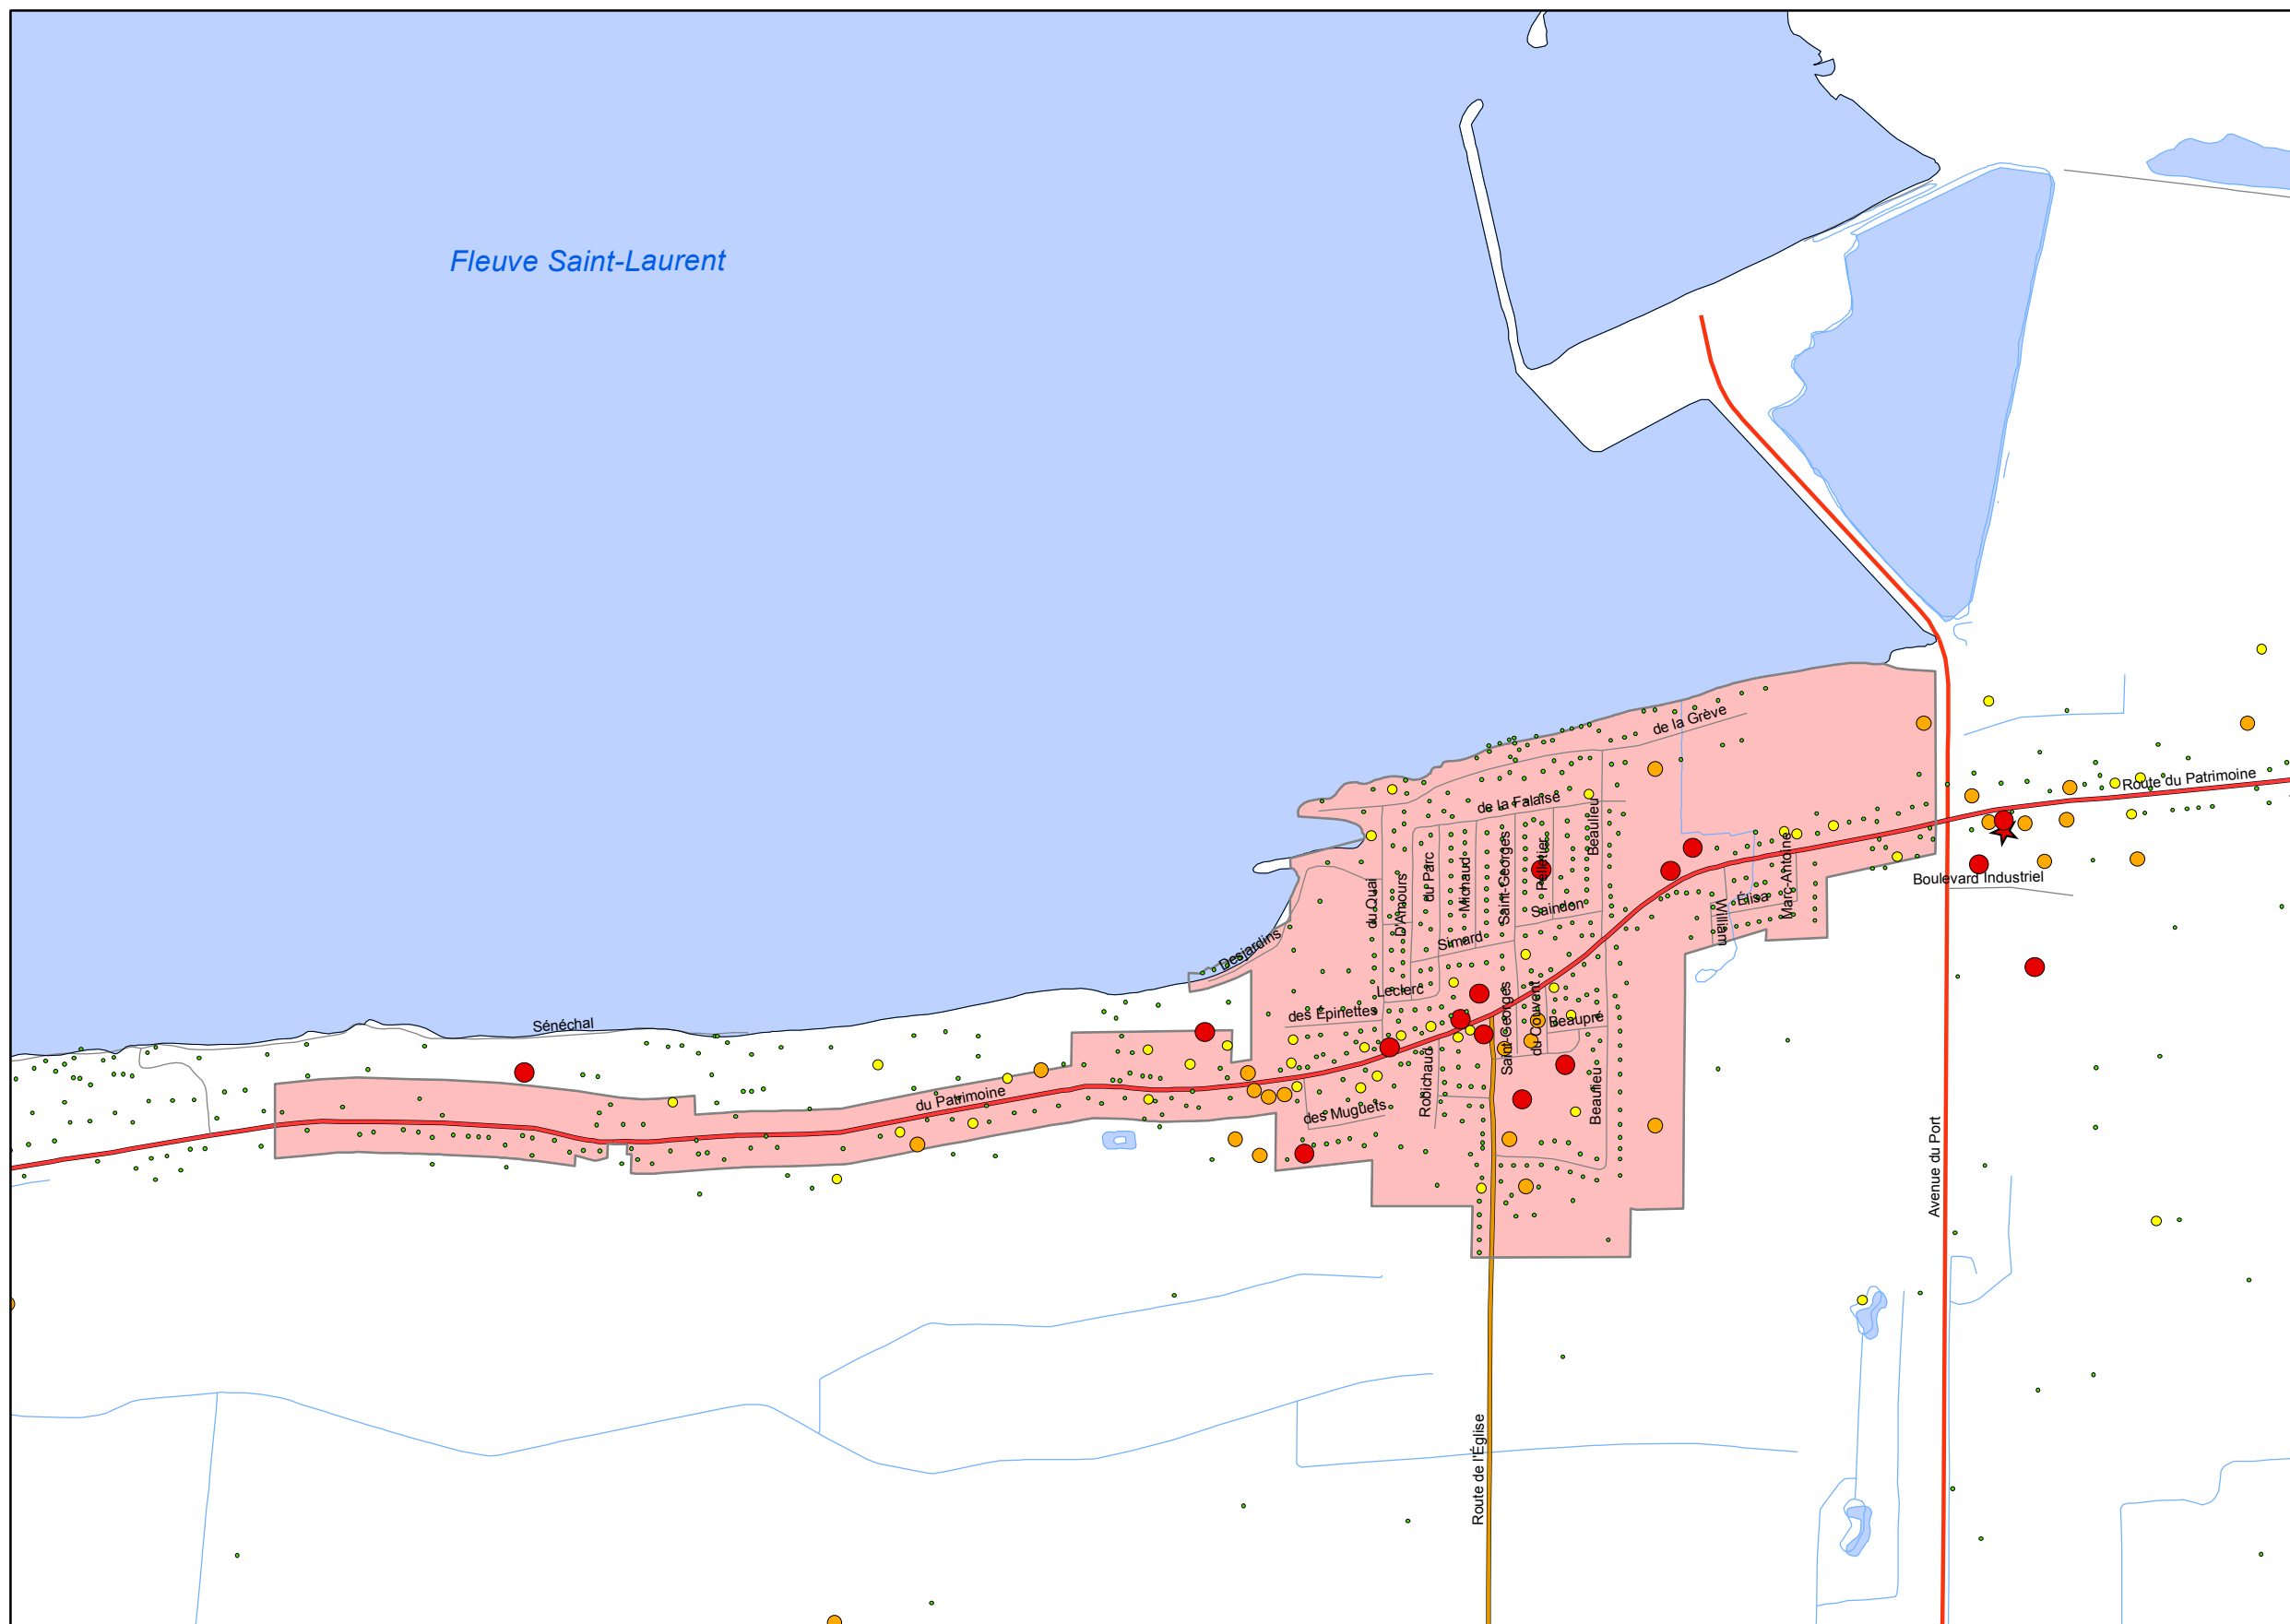 Fleuve Saint-Laurent
de la Grève
Route du Patrimoine
de la Falaise
Beaulieu
Saint-Georges
Pelletier
du Parc
Michaud
du Quai
D'Amours
Marc-Antoine
Boulevard Industriel
Élisa
William
Saindon
Simard
Desjardins
Leclerc
des Épinettes
Saint-Georges
du Couvent
Beaupré
Sénéchal
Robichaud
Beaulieu
du Patrimoine
des Muguets
Avenue du Port
Route de l'Église